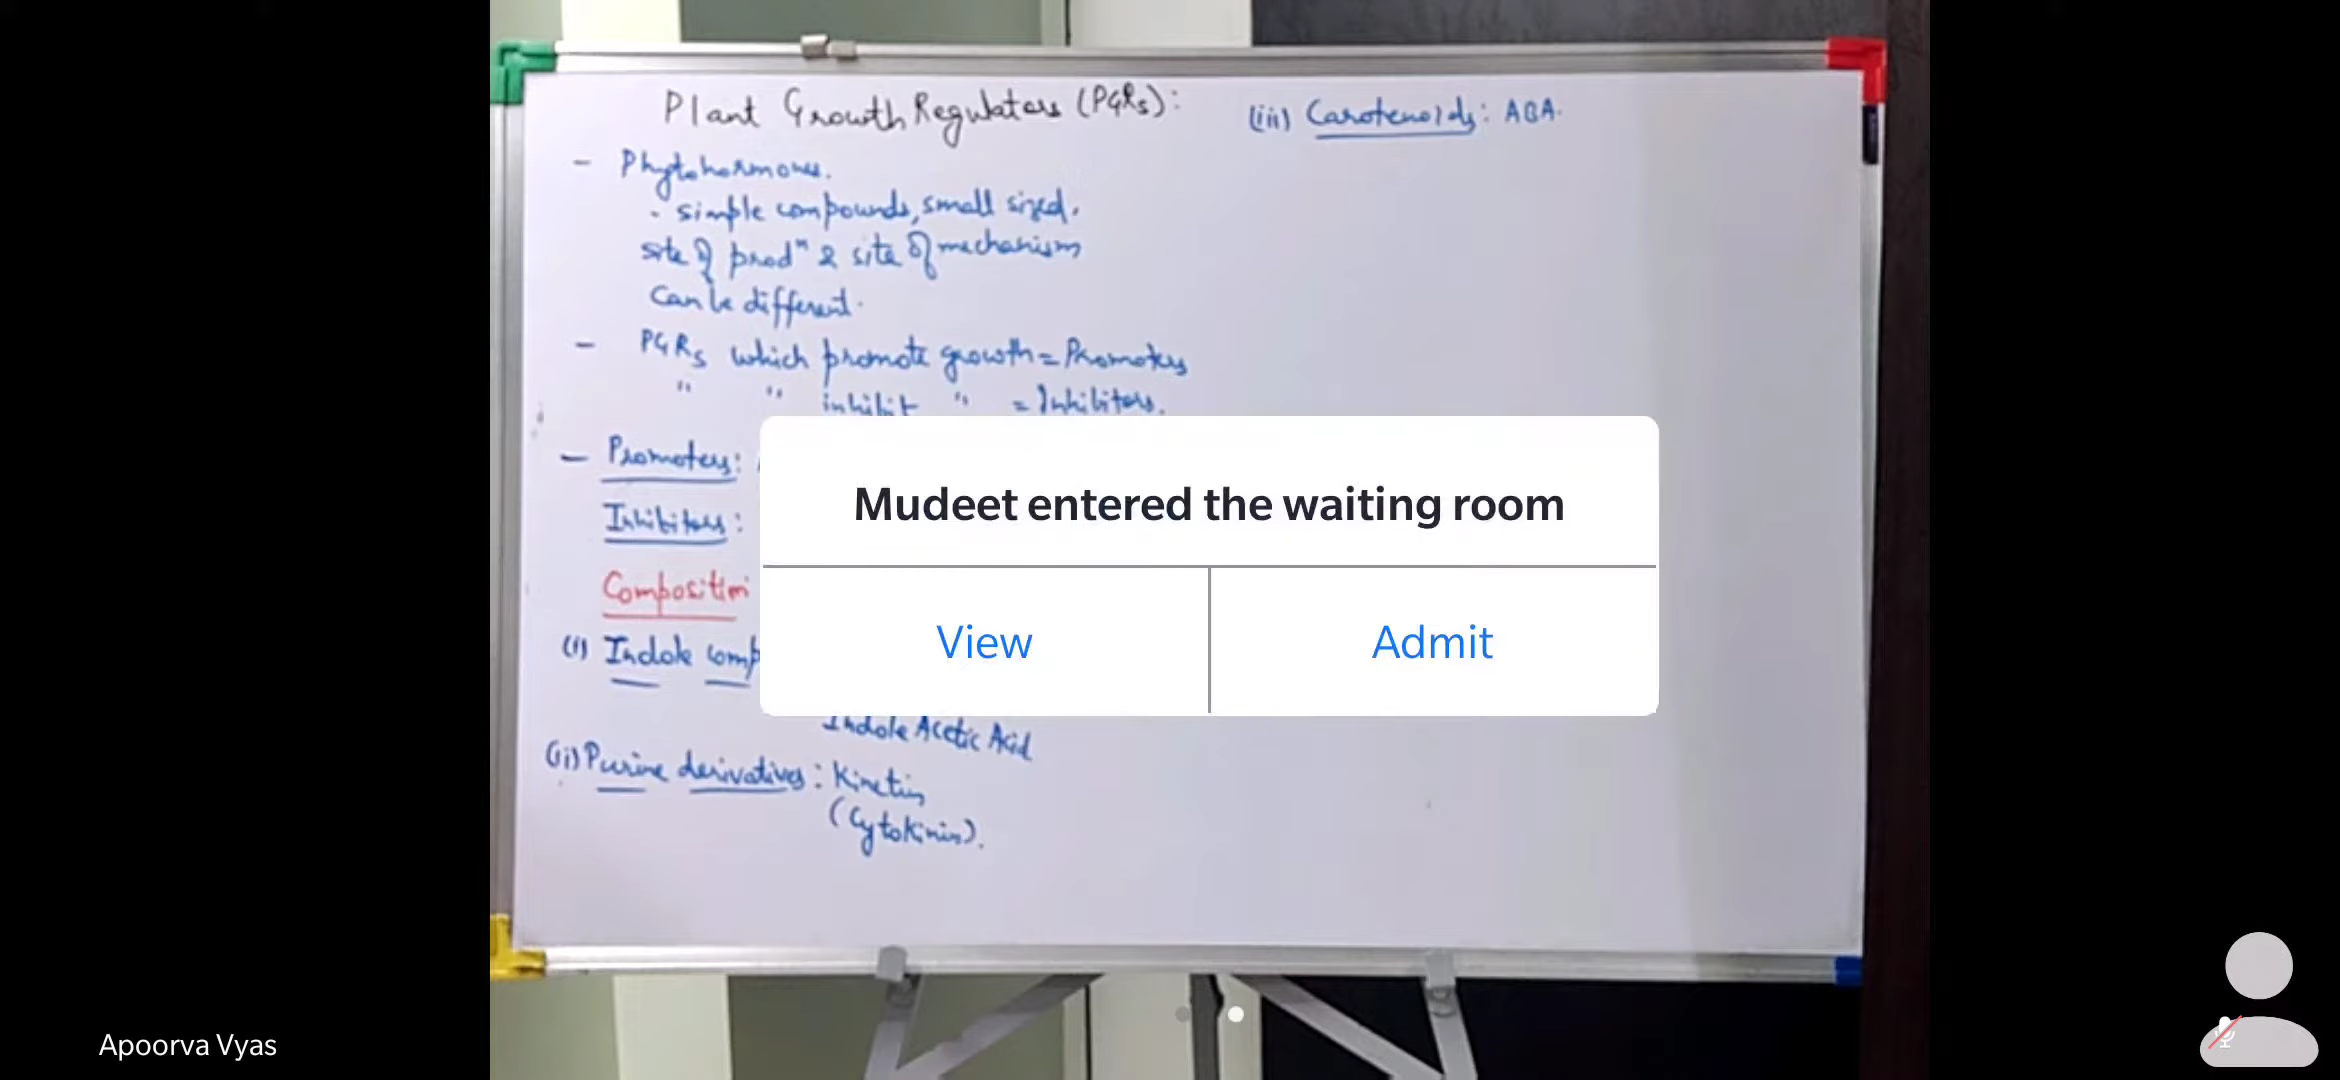 Plant Growth Regulators (PGRs):
- Phytohormones.
- simple compounds, small sized.
site of prodⁿ & site of mechanism
Can be different.
- PGRs which promote growth = Promoters
" " inhibit " = Inhibitors.
- Promoters:
Inhibitors:
Composition
(i) Indole comp
Indole Acetic Acid
(ii) Purine derivatives: Kinetin
(Cytokinin).
(iii) Carotenoids: ABA.
Mudeet entered the waiting room
View
Admit
Apoorva Vyas